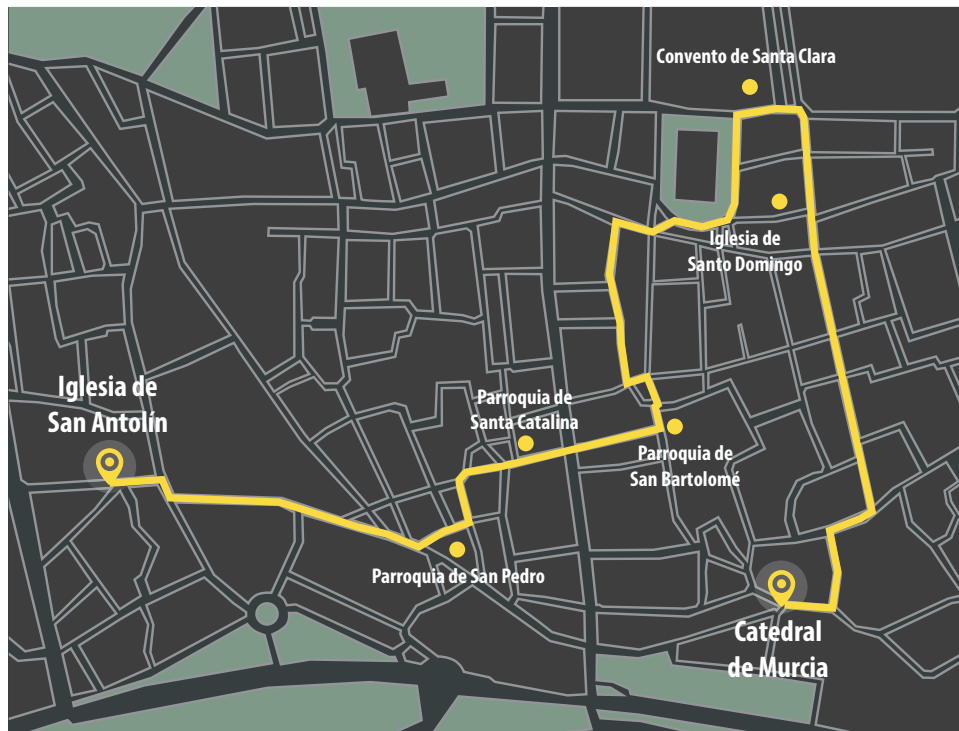 Convento de Santa Clara
Iglesia de
Santo Domingo
Iglesia de
San Antolín
Parroquia de
Santa Catalina
Parroquia de
San Bartolomé
Parroquia de San Pedro
Catedral
de Murcia